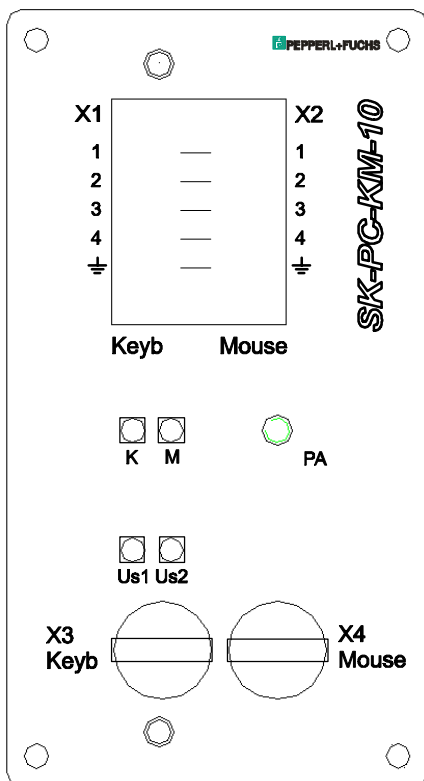 PEPPERL+FUCHS
SK-PC-KM-10
X1 X2
1 1
2 2
3 3
4 4
Keyb Mouse
K M
PA
Us1 Us2
X3 X4
Keyb Mouse